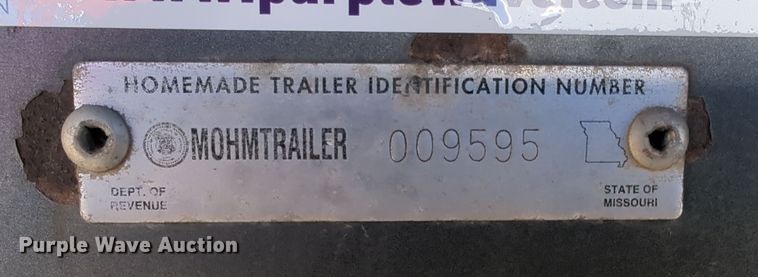 HOMEMADE TRAILER IDENTIFICATION NUMBER
MOHMTRAILER 009595
DEPT. OF
REVENUE
STATE OF
MISSOURI
Purple Wave Auction